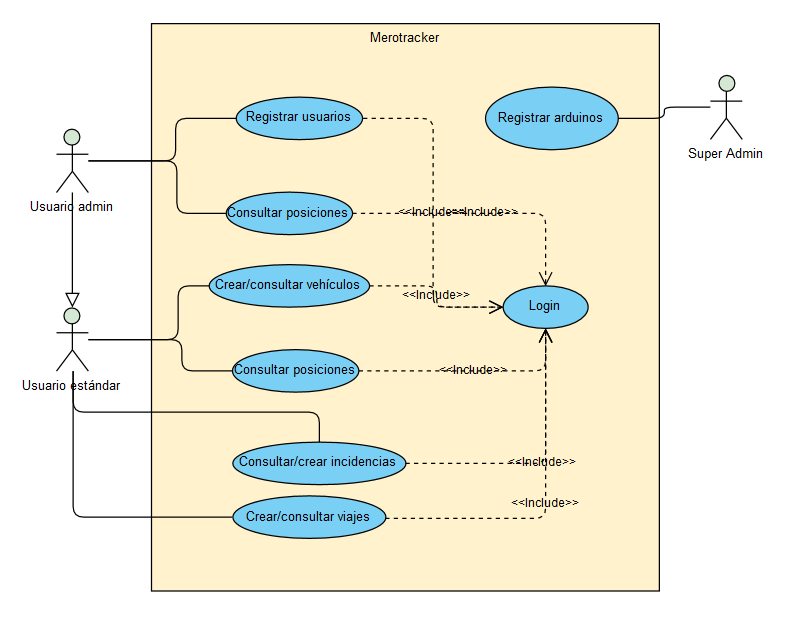 Merotracker
Registrar usuarios
Registrar arduinos
Super Admin
Usuario admin
Consultar posiciones
<<Include>>
<<Include>>
Crear/consultar vehículos
<<Include>>
Login
Consultar posiciones
<<Include>>
Usuario estándar
Consultar/crear incidencias
<<Include>>
Crear/consultar viajes
<<Include>>